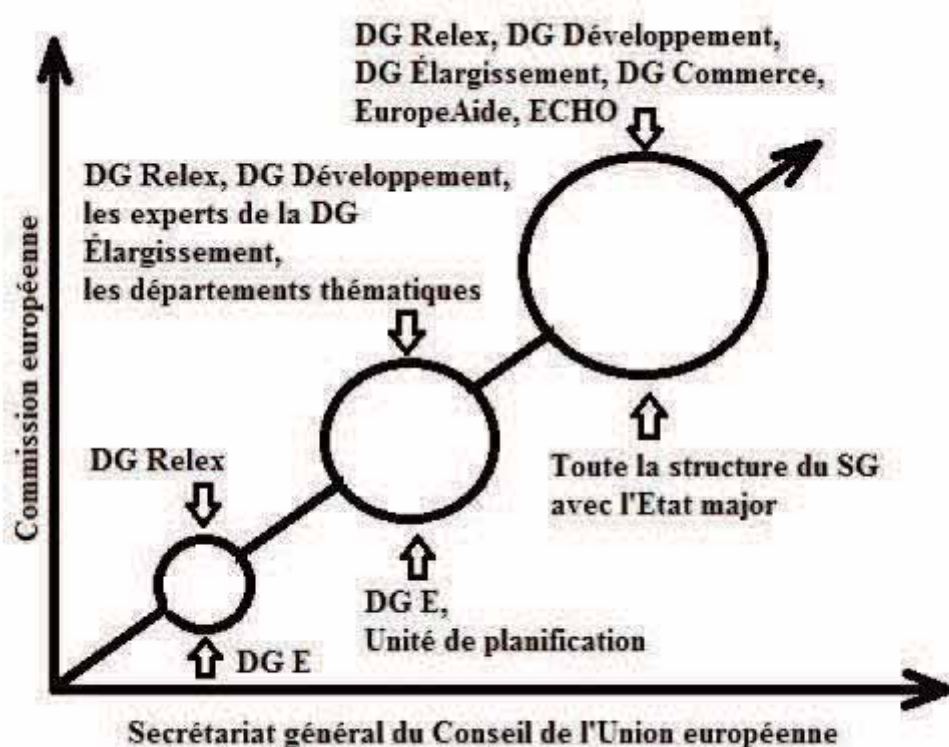 DG Relex, DG Développement,
DG Élargissement, DG Commerce,
EuropeAide, ECHO
DG Relex, DG Développement,
les experts de la DG
Élargissement,
les départements thématiques
Commission européenne
DG Relex
Toute la structure du SG
avec l'Etat major
DG E,
Unité de planification
DG E
Secrétariat général du Conseil de l'Union européenne